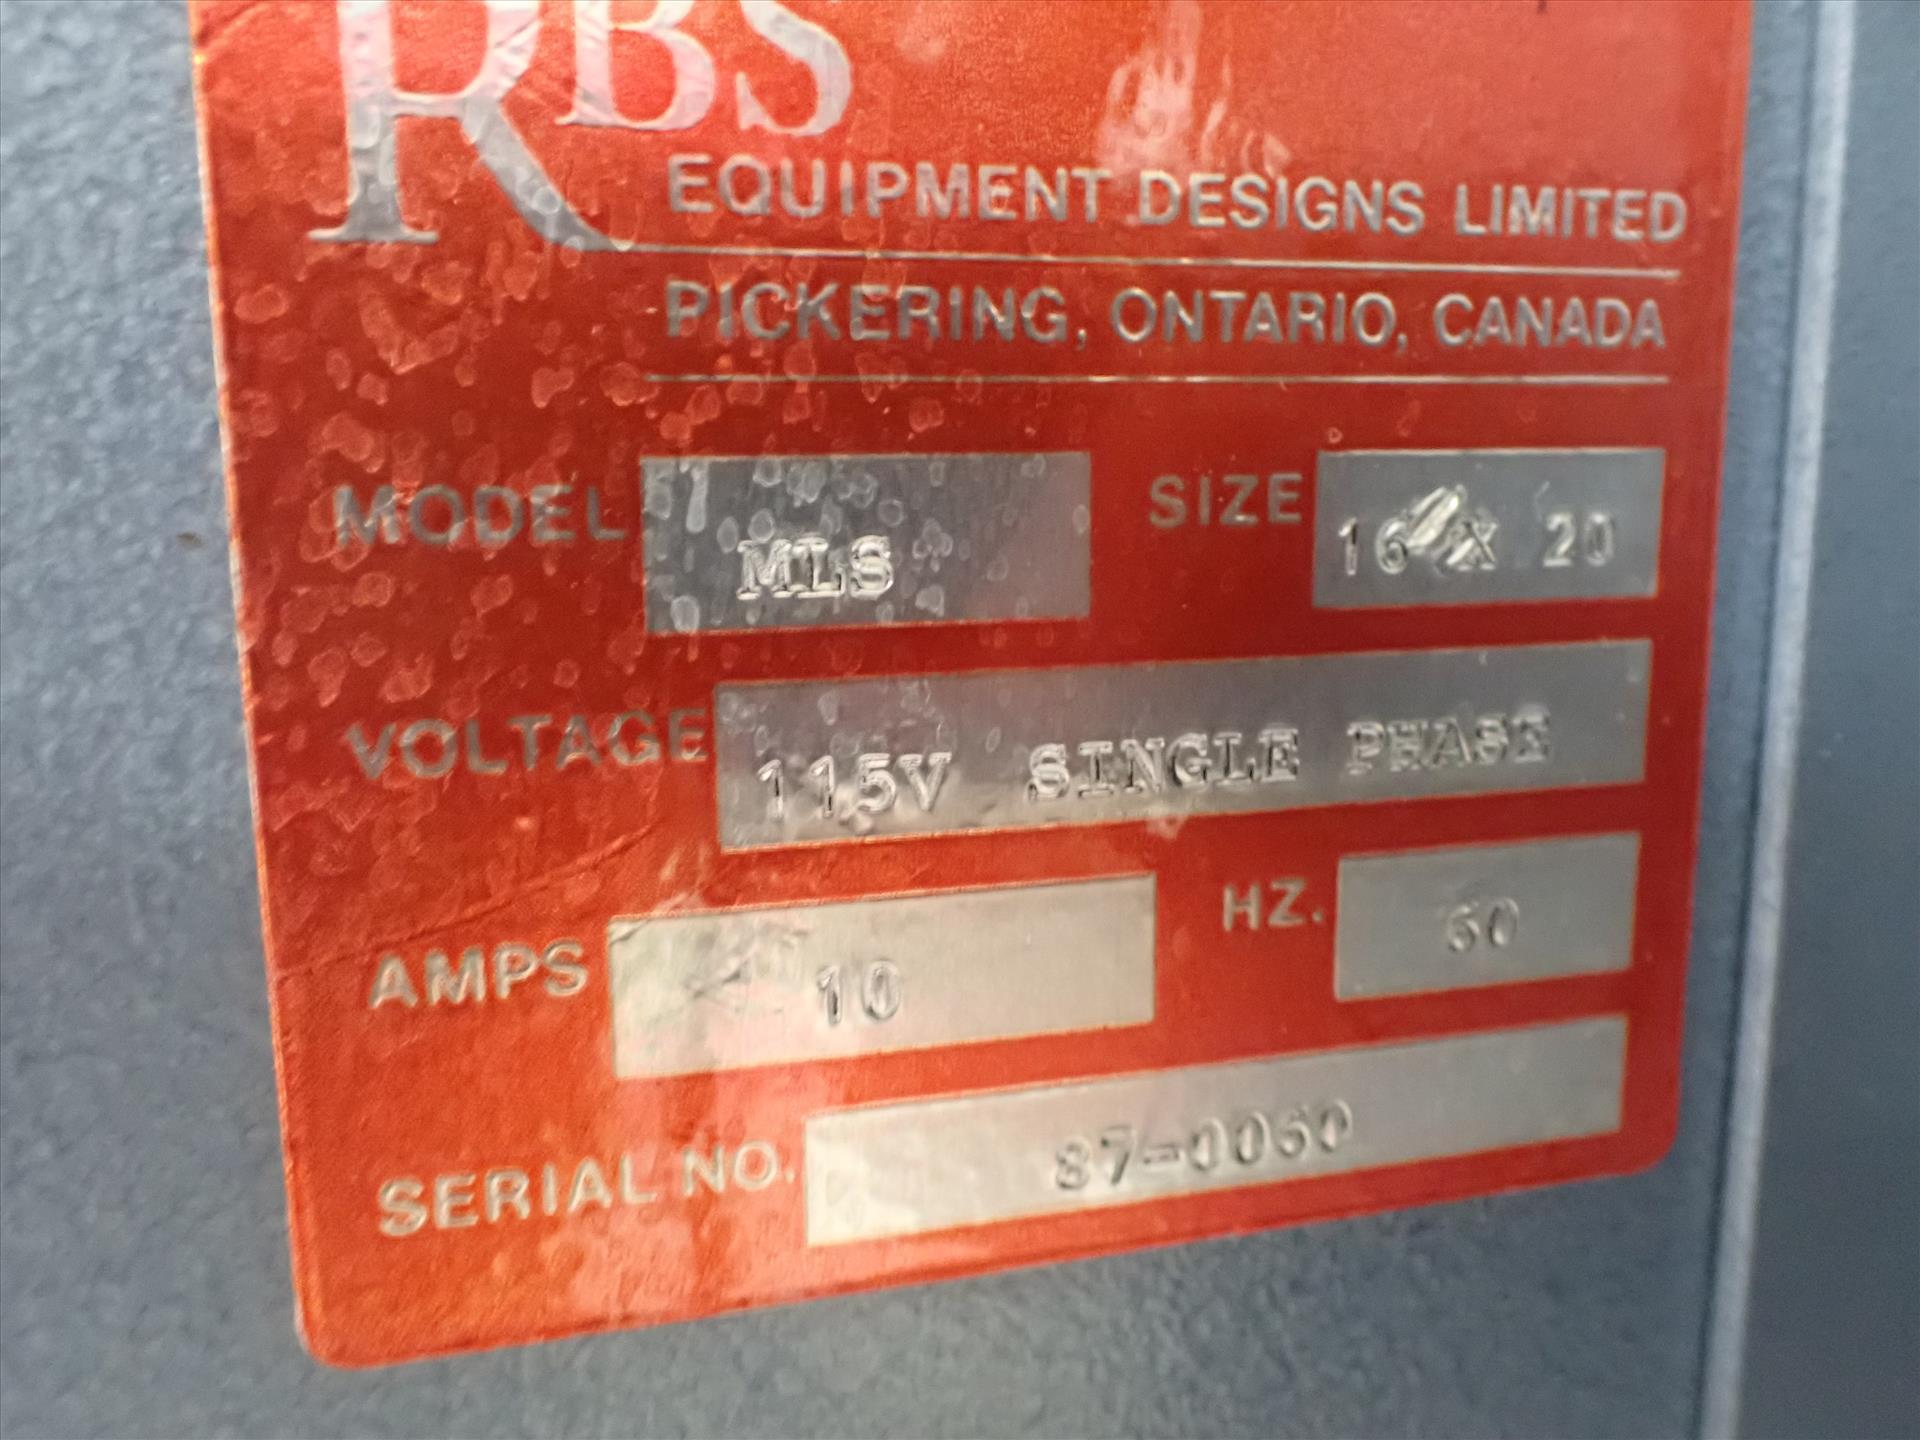 RBS
EQUIPMENT DESIGNS LIMITED
PICKERING, ONTARIO, CANADA
MODEL MLS SIZE 16 X 20
VOLTAGE 115V SINGLE PHASE
AMPS 10 HZ. 60
SERIAL NO. 87-0060